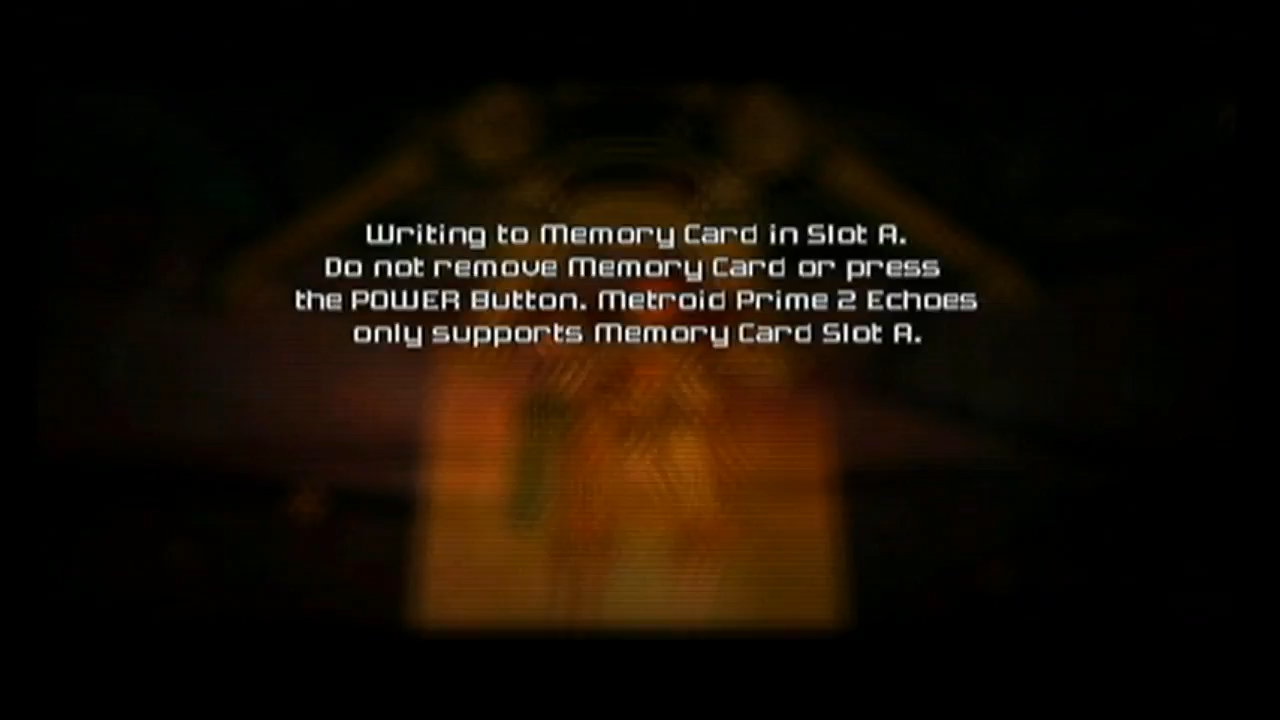 Writing to Memory Card in Slot A.
Do not remove Memory Card or press
the POWER Button. Metroid Prime 2 Echoes
only supports Memory Card Slot A.